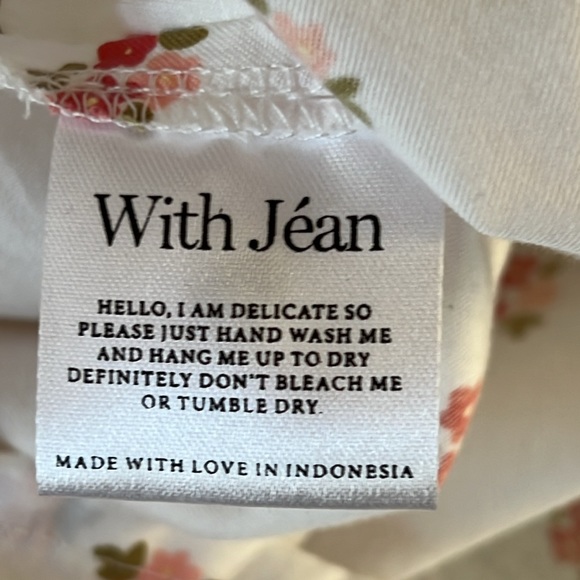 With Jéan
HELLO, I AM DELICATE SO
PLEASE JUST HAND WASH ME
AND HANG ME UP TO DRY
DEFINITELY DON'T BLEACH ME
OR TUMBLE DRY.
MADE WITH LOVE IN INDONESIA